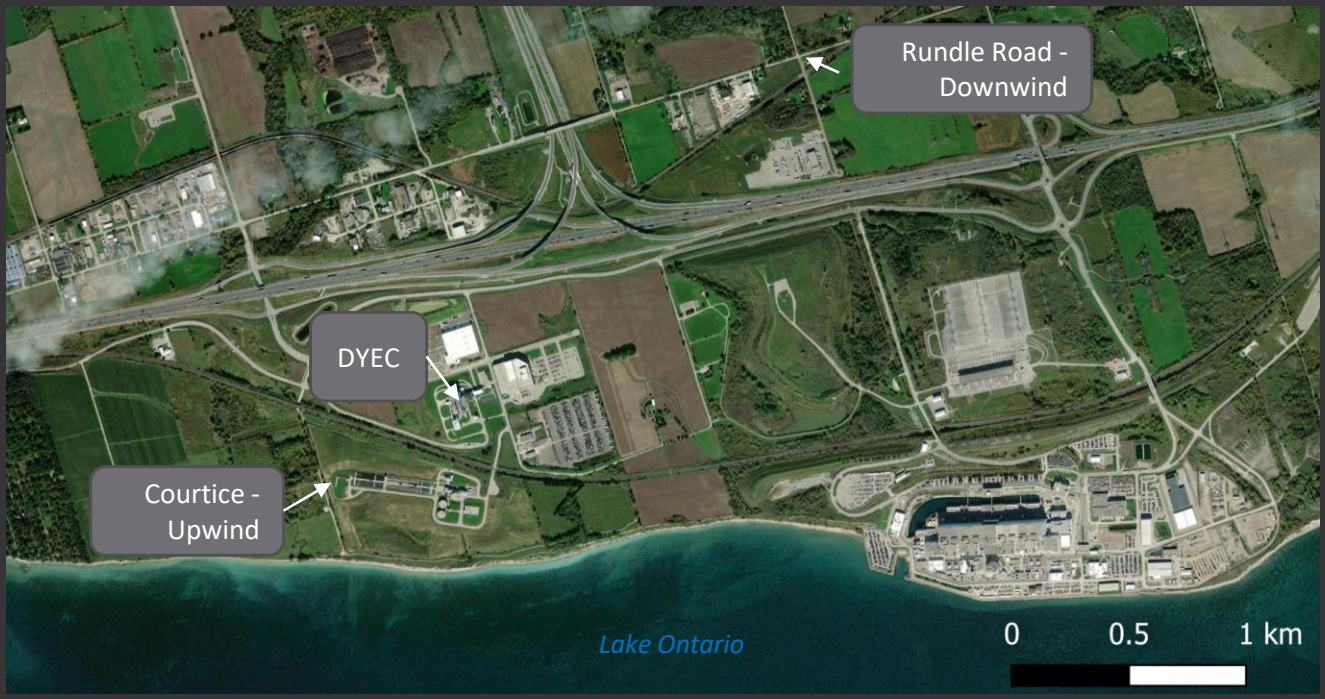 Rundle Road -
Downwind
DYEC
Courtice -
Upwind
Lake Ontario
0 0.5 1 km